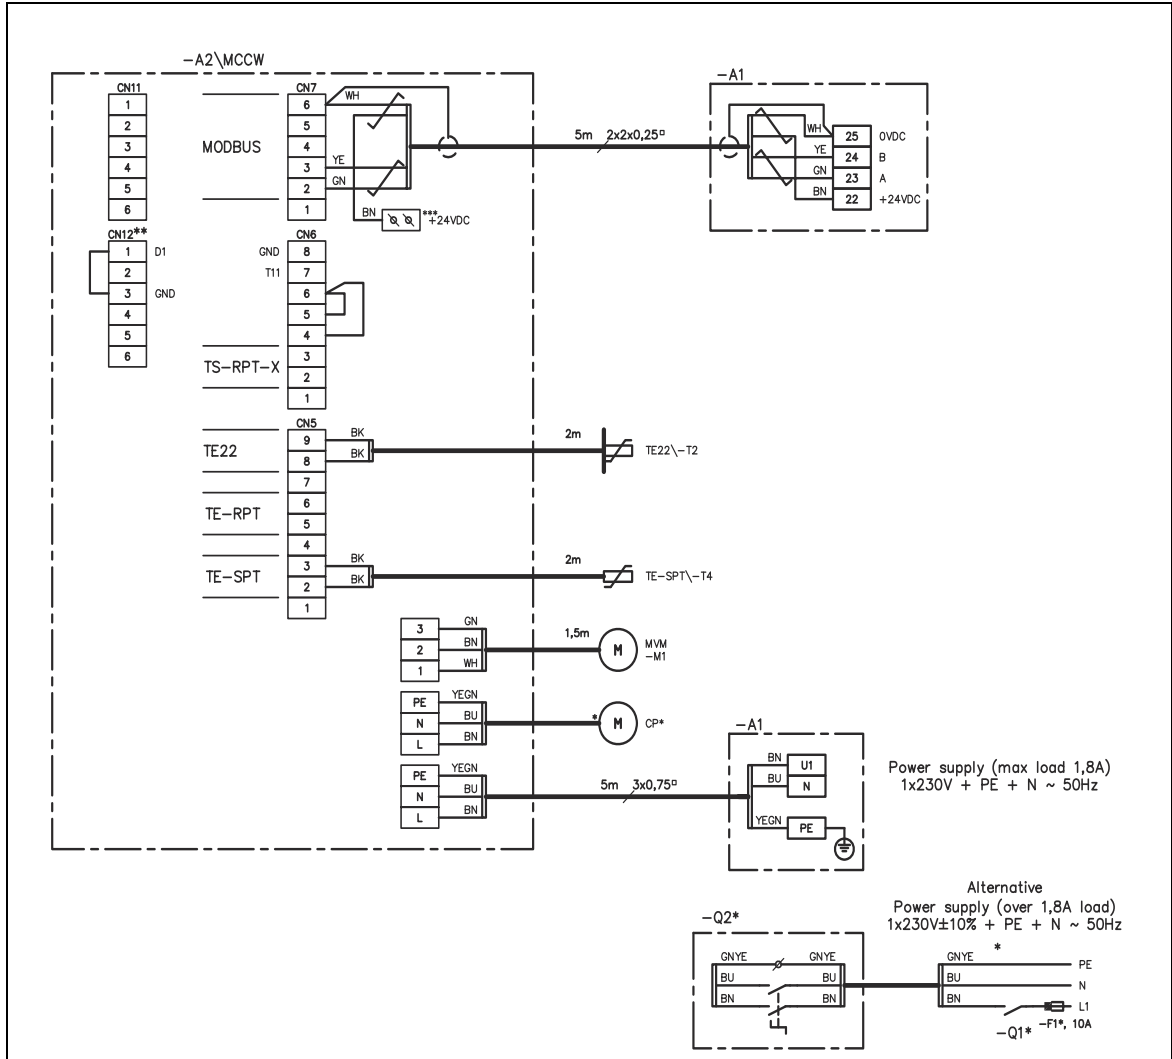 -A2\MCCW
CN11
1
2
3
4
5
6
MODBUS
CN7
6
5
4
3
2
1
WH
YE
GN
BN
***
+24VDC
5m 2x2x0,25¤
-A1
WH
YE
GN
BN
25 0VDC
24 B
23 A
22 +24VDC
CN12**
1 D1
2
3 GND
4
5
6
CN6
GND 8
T11 7
6
5
4
TS-RPT-X
3
2
1
CN5
TE22
9 BK
8 BK
7
2m
TE22\-T2
TE-RPT
6
5
4
TE-SPT
3 BK
2 BK
1
2m
TE-SPT\-T4
3 GN
2 BN
1 WH
1,5m
M
MVM
-M1
PE YEGN
N BU
L BN
* M CP*
PE YEGN
N BU
L BN
5m 3x0,75¤
-A1
BN U1
BU N
YEGN PE
Power supply (max load 1,8A)
1x230V + PE + N ~ 50Hz
Alternative
Power supply (over 1,8A load)
1x230V±10% + PE + N ~ 50Hz
-Q2*
GNYE GNYE
BU BU
BN BN
*
GNYE PE
BU N
BN L1
-Q1* -F1*, 10A